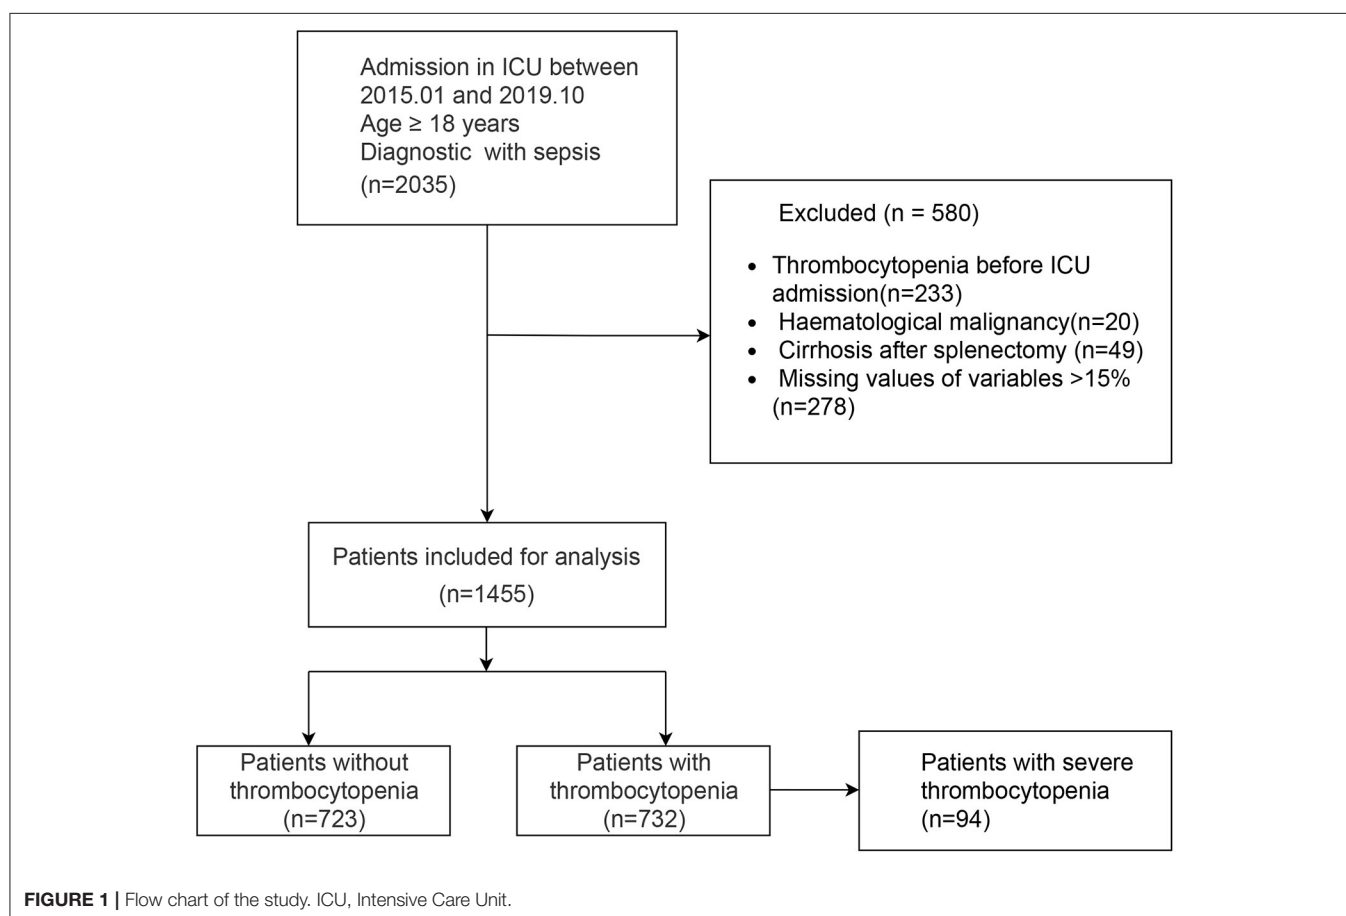 Admission in ICU between
2015.01 and 2019.10
Age ≥ 18 years
Diagnostic with sepsis
(n=2035)
Excluded (n = 580)
• Thrombocytopenia before ICU
admission(n=233)
• Haematological malignancy(n=20)
• Cirrhosis after splenectomy (n=49)
• Missing values of variables >15%
(n=278)
Patients included for analysis
(n=1455)
Patients without
thrombocytopenia
(n=723)
Patients with
thrombocytopenia
(n=732)
Patients with severe
thrombocytopenia
(n=94)
FIGURE 1 | Flow chart of the study. ICU, Intensive Care Unit.